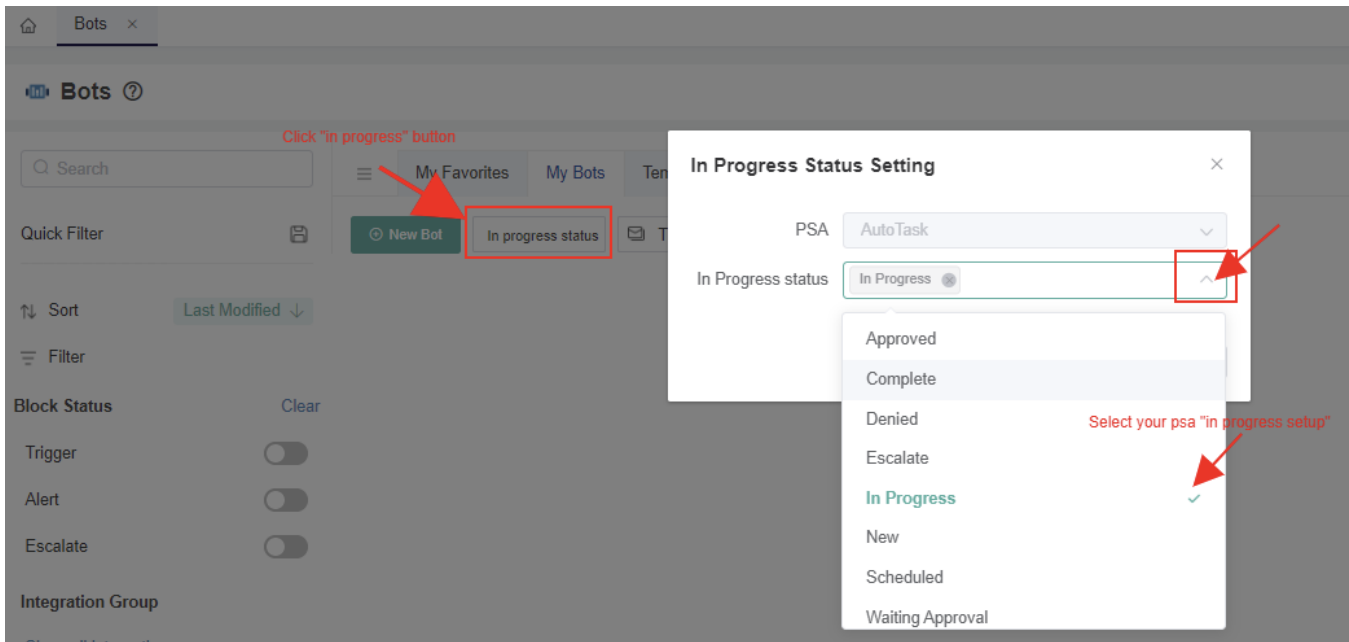 Bots ×
Bots
Click "in progress" button
Search
My Favorites
My Bots
Quick Filter
New Bot
In progress status
Sort
Last Modified
Filter
Block Status
Clear
Trigger
Alert
Escalate
Integration Group
In Progress Status Setting
PSA
AutoTask
In Progress status
In Progress
Approved
Complete
Denied
Select your psa "in progress setup"
Escalate
In Progress
New
Scheduled
Waiting Approval